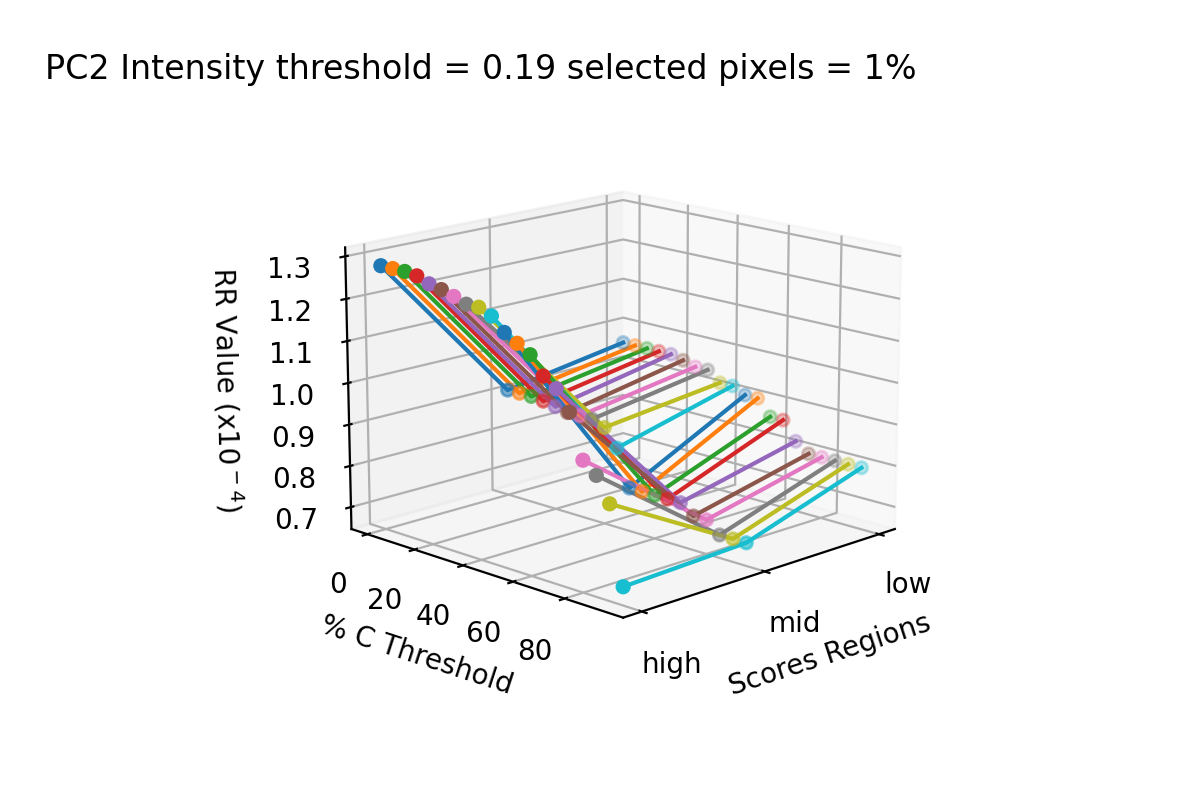 PC2 Intensity threshold = 0.19 selected pixels = 1%
RR Value (x10⁻⁴)
1.3
1.2
1.1
1.0
0.9
0.8
0.7
0
20
40
60
80
% C Threshold
high
mid
low
Scores Regions